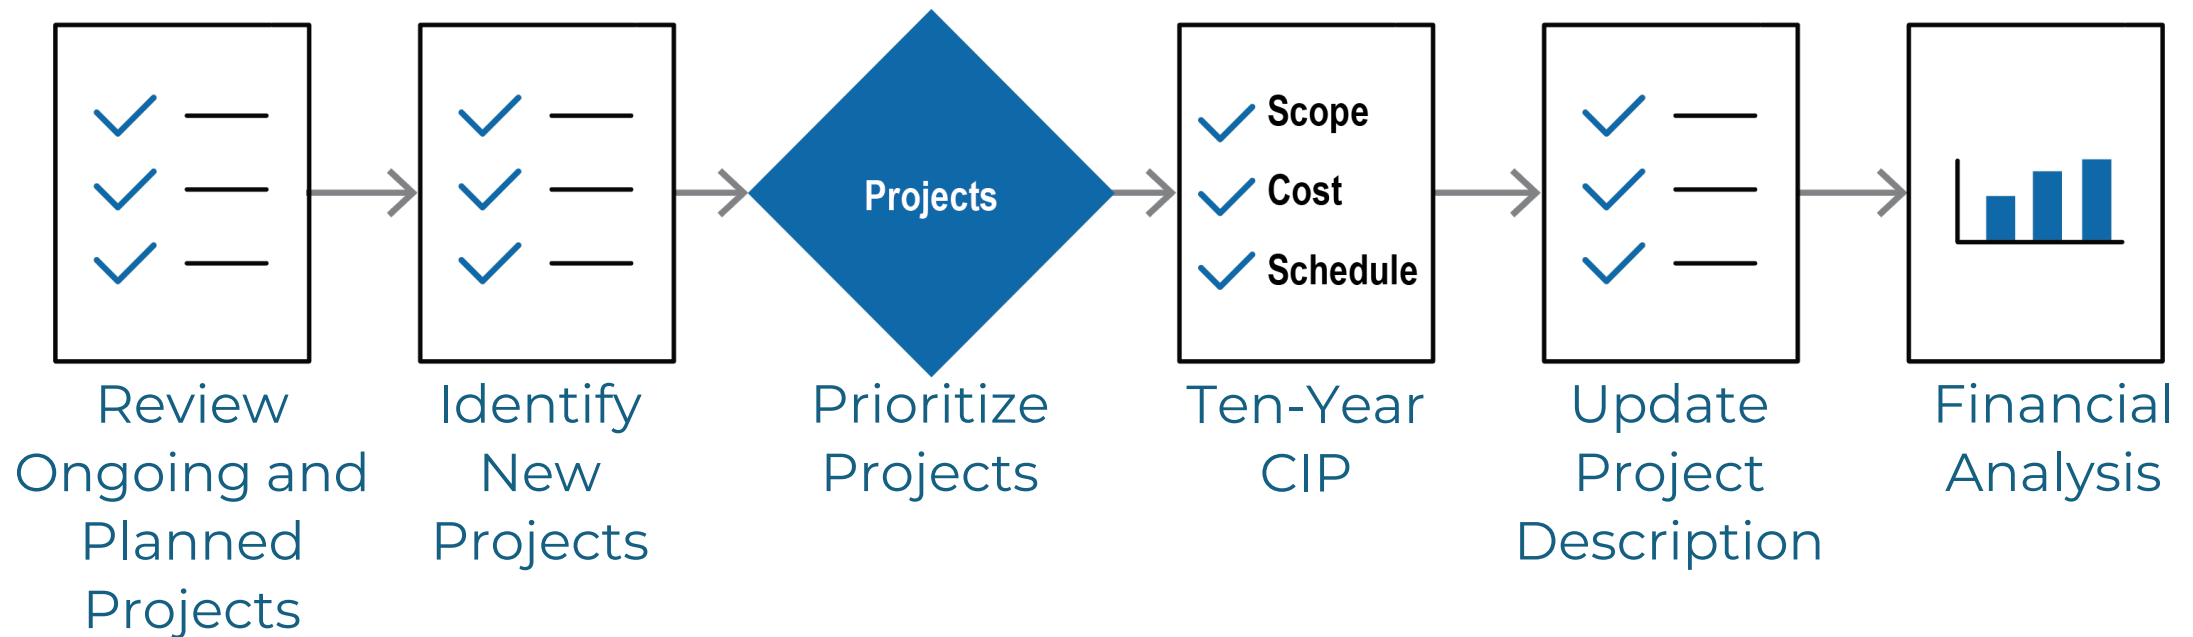 Projects
Scope
Cost
Schedule
Review
Ongoing and
Planned
Projects
Identify
New
Projects
Prioritize
Projects
Ten-Year
CIP
Update
Project
Description
Financial
Analysis